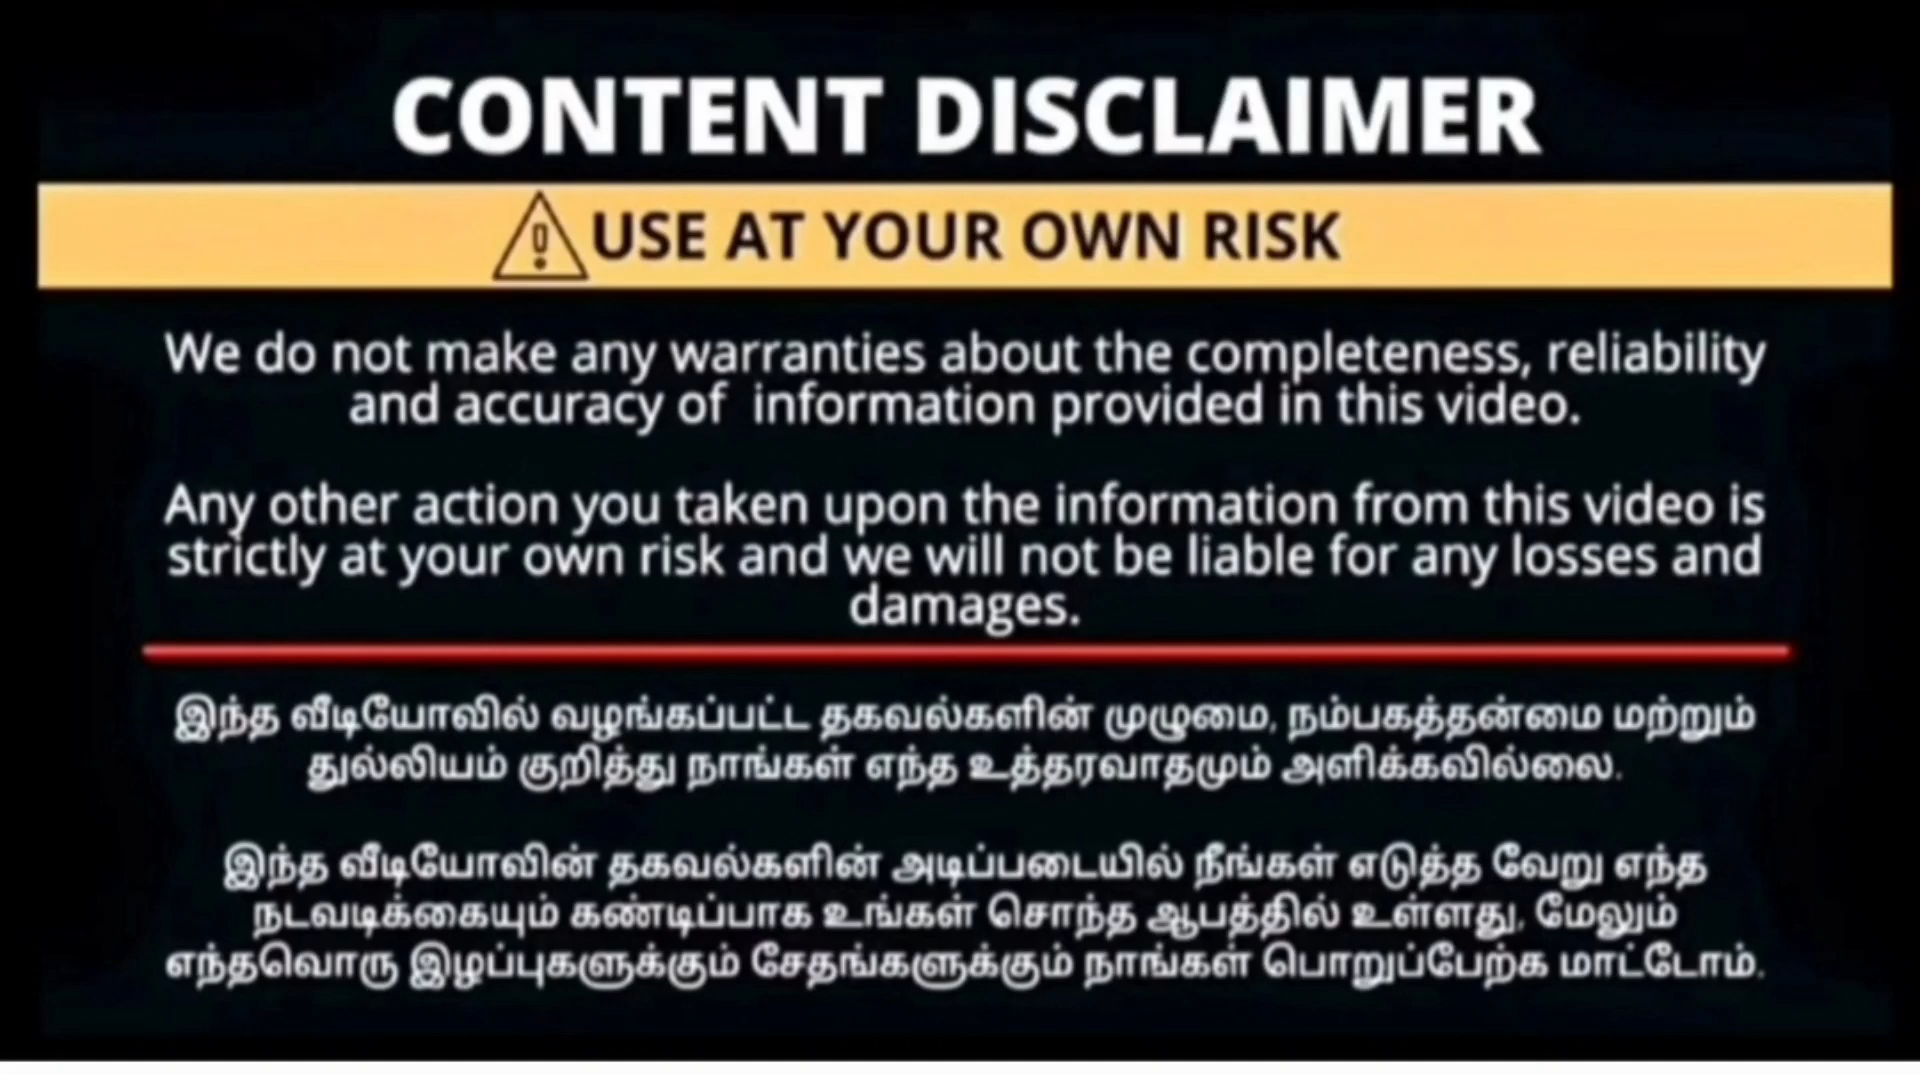 CONTENT DISCLAIMER
USE AT YOUR OWN RISK
We do not make any warranties about the completeness, reliability
and accuracy of information provided in this video.
Any other action you taken upon the information from this video is
strictly at your own risk and we will not be liable for any losses and
damages.
இந்த வீடியோவில் வழங்கப்பட்ட தகவல்களின் முழுமை, நம்பகத்தன்மை மற்றும்
துல்லியம் குறித்து நாங்கள் எந்த உத்தரவாதமும் அளிக்கவில்லை.
இந்த வீடியோவின் தகவல்களின் அடிப்படையில் நீங்கள் எடுத்த வேறு எந்த
நடவடிக்கையும் கண்டிப்பாக உங்கள் சொந்த ஆபத்தில் உள்ளது, மேலும்
எந்தவொரு இழப்புகளுக்கும் சேதங்களுக்கும் நாங்கள் பொறுப்பேற்க மாட்டோம்.